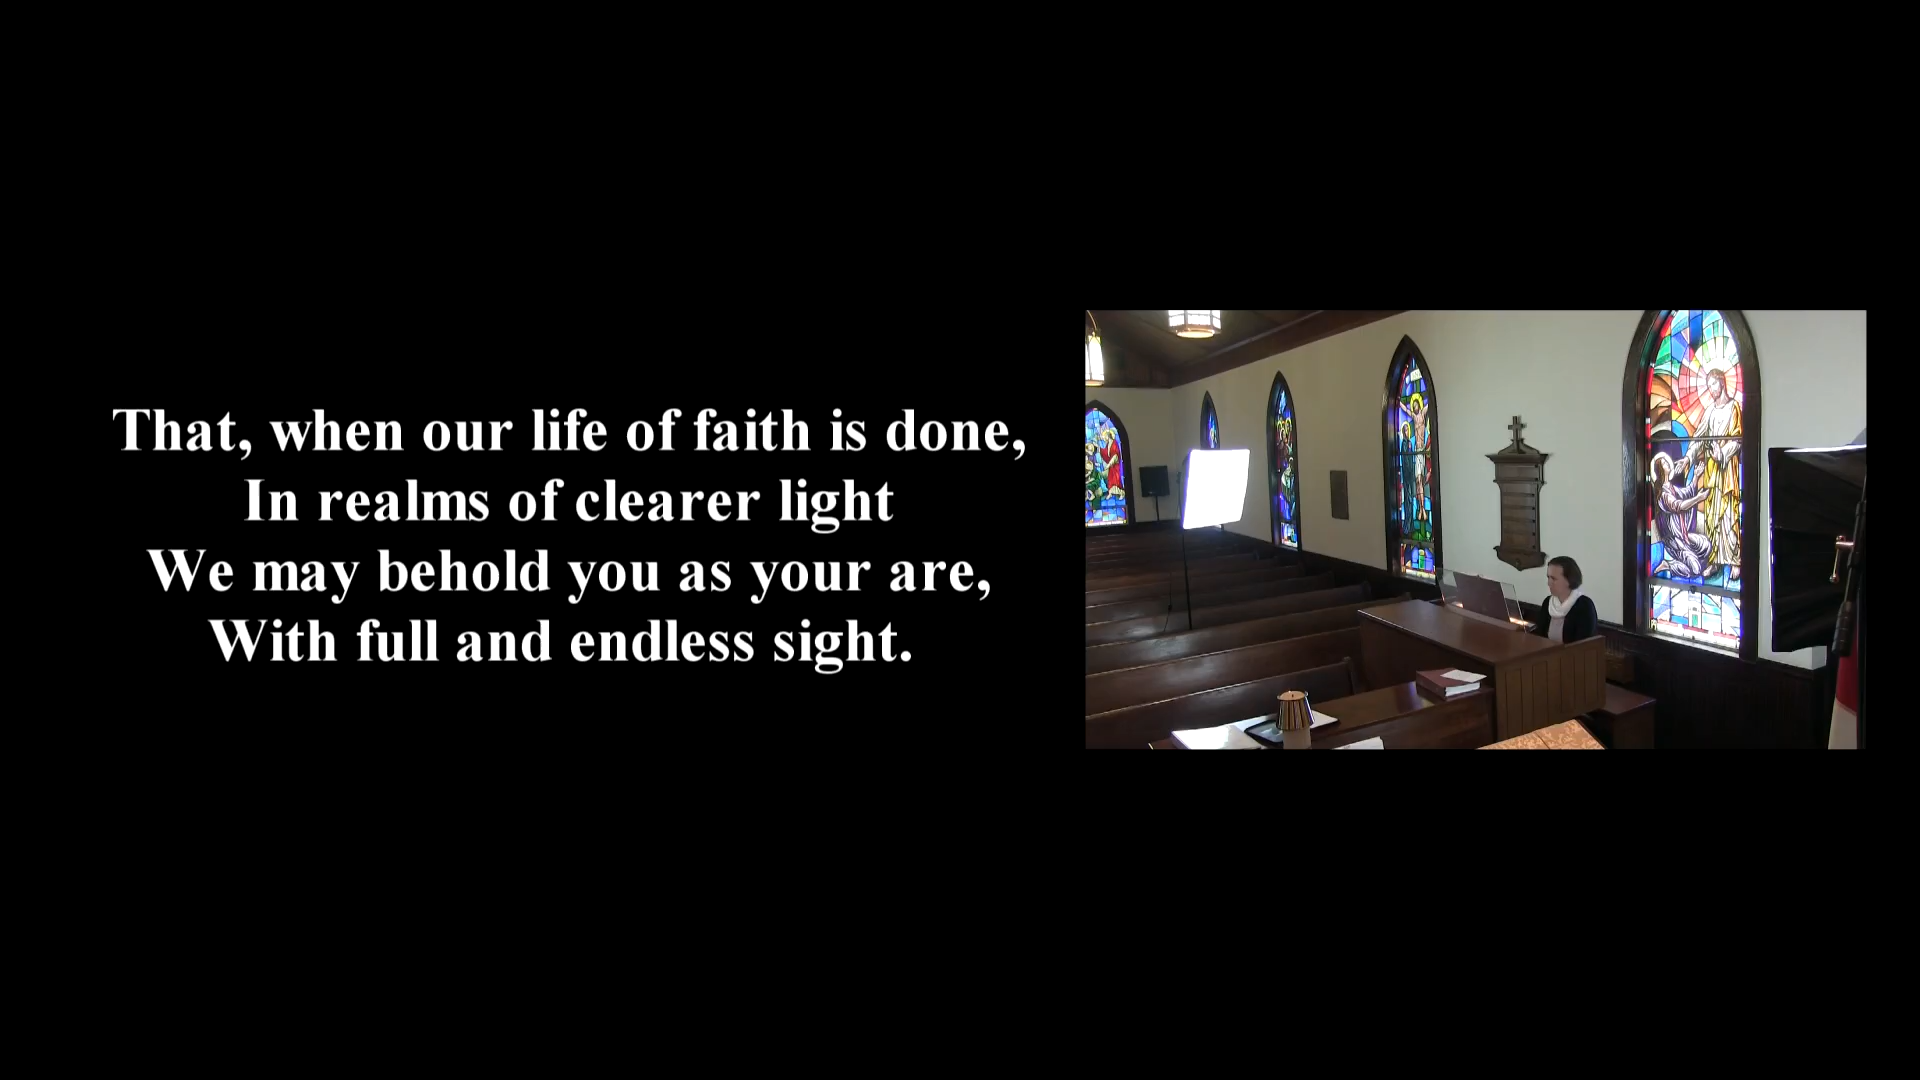 That, when our life of faith is done,
In realms of clearer light
We may behold you as your are,
With full and endless sight.